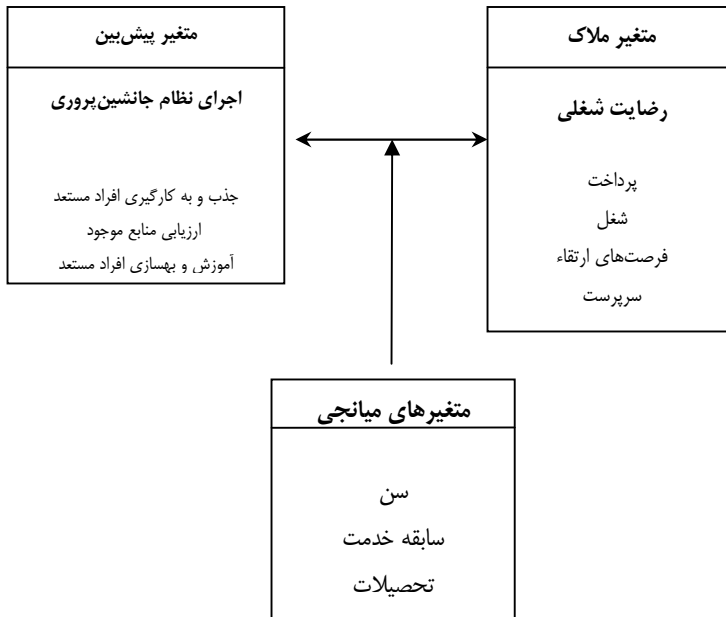 متغیر ملاک
رضایت شغلی
پرداخت
شغل
فرصت‌های ارتقاء
سرپرست
متغیر پیش‌بین
اجرای نظام جانشین‌پروری
جذب و به کارگیری افراد مستعد
ارزیابی منابع موجود
آموزش و بهسازی افراد مستعد
متغیرهای میانجی
سن
سابقه خدمت
تحصیلات